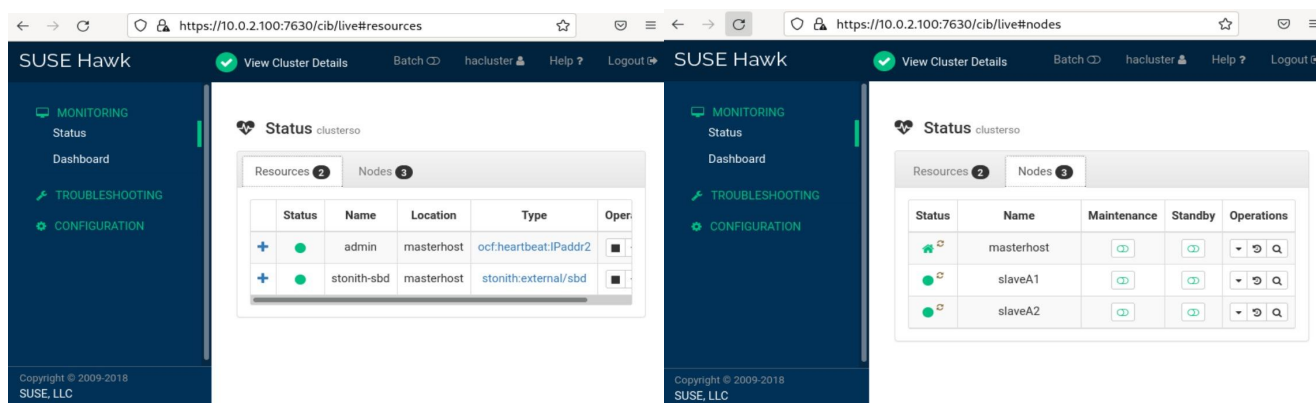 https://10.0.2.100:7630/cib/live#resources
SUSE Hawk
View Cluster Details Batch hacluster Help ? Logout
MONITORING
Status
Dashboard
TROUBLESHOOTING
CONFIGURATION
Status clusterso
Resources 2 Nodes 3
Status Name Location Type
admin masterhost ocf:heartbeat:IPaddr2
stonith-sbd masterhost stonith:external/sbd
Copyright © 2009-2018
SUSE, LLC
https://10.0.2.100:7630/cib/live#nodes
SUSE Hawk
View Cluster Details Batch hacluster Help ? Logout
MONITORING
Status
Dashboard
TROUBLESHOOTING
CONFIGURATION
Status clusterso
Resources 2 Nodes 3
Status Name Maintenance Standby Operations
masterhost
slaveA1
slaveA2
Copyright © 2009-2018
SUSE, LLC